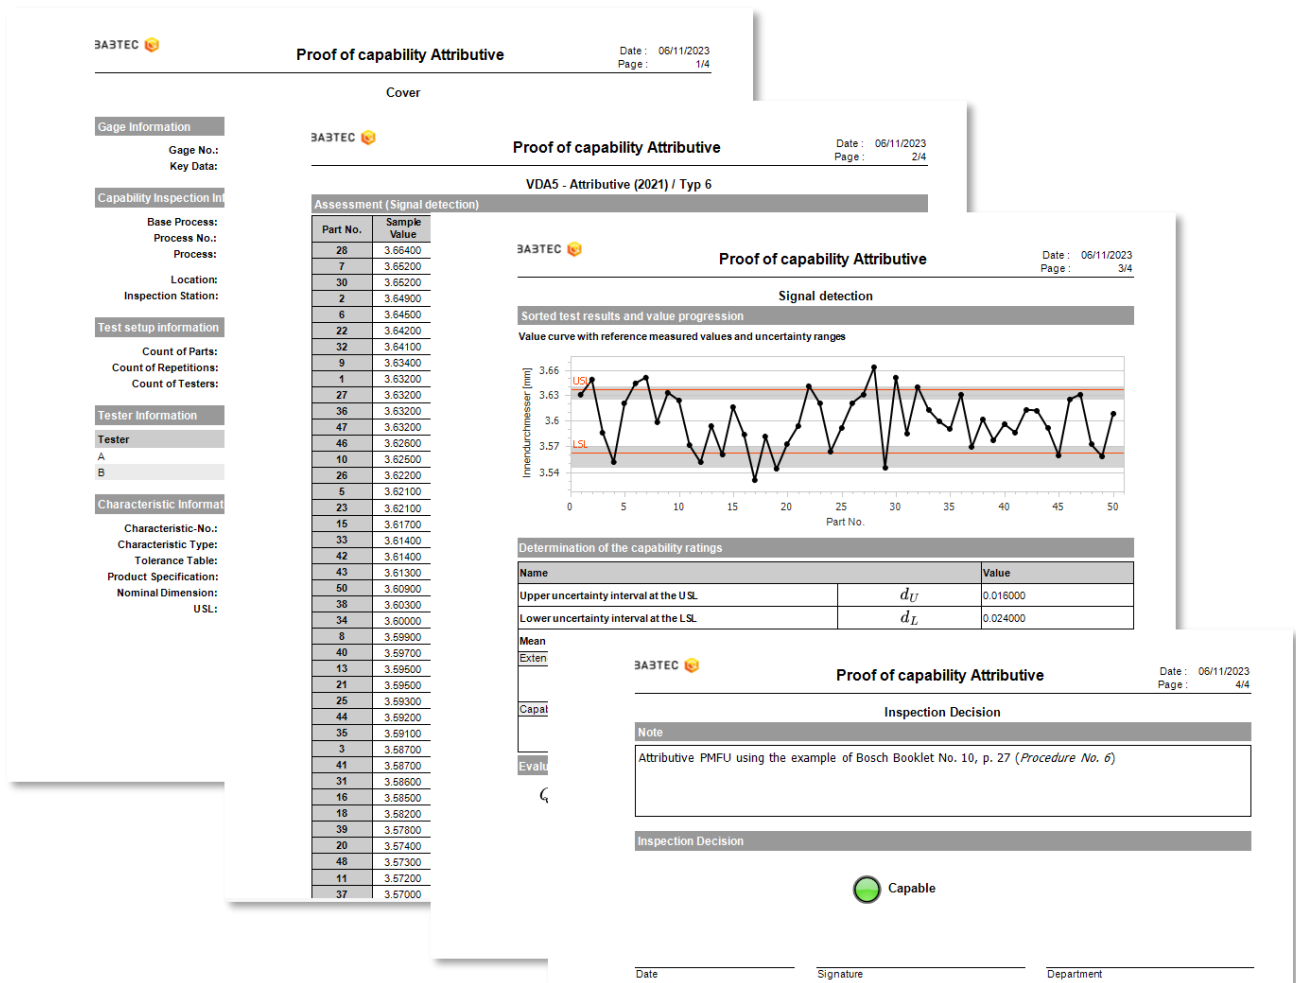 BABTEC
Proof of capability Attributive
Date : 06/11/2023
Page : 1/4
Cover
Gage Information
Gage No.:
Key Data:
Capability Inspection Inf
Base Process:
Process No.:
Process:
Location:
Inspection Station:
Test setup information
Count of Parts:
Count of Repetitions:
Count of Testers:
Tester Information
Tester
A
B
Characteristic Informat
Characteristic-No.:
Characteristic Type:
Tolerance Table:
Product Specification:
Nominal Dimension:
USL:
BABTEC
Proof of capability Attributive
Date : 06/11/2023
Page : 2/4
VDA5 - Attributive (2021) / Typ 6
Assessment (Signal detection)
Part No. Sample Value
28 3.66400
7 3.65200
30 3.65200
2 3.64900
6 3.64500
22 3.64200
32 3.64100
9 3.63400
1 3.63200
27 3.63200
36 3.63200
47 3.63200
46 3.62600
10 3.62500
26 3.62200
5 3.62100
23 3.62100
15 3.61700
33 3.61400
42 3.61400
43 3.61300
50 3.60900
38 3.60300
34 3.60000
8 3.59900
40 3.59700
13 3.59500
21 3.59500
25 3.59300
44 3.59200
35 3.59100
3 3.58700
41 3.58700
31 3.58600
16 3.58500
18 3.58200
39 3.57800
20 3.57400
48 3.57300
11 3.57200
37 3.57000
BABTEC
Proof of capability Attributive
Date : 06/11/2023
Page : 3/4
Signal detection
Sorted test results and value progression
Value curve with reference measured values and uncertainty ranges
Innendurchmesser [mm]
3.66
3.63
3.6
3.57
3.54
USL
LSL
0 5 10 15 20 25 30 35 40 45 50
Part No.
Determination of the capability ratings
Name Value
Upper uncertainty interval at the USL d_U 0.016000
Lower uncertainty interval at the LSL d_L 0.024000
Mean
Exten
Capab
Evalu
Q
BABTEC
Proof of capability Attributive
Date : 06/11/2023
Page : 4/4
Inspection Decision
Note
Attributive PMFU using the example of Bosch Booklet No. 10, p. 27 (Procedure No. 6)
Inspection Decision
Capable
Date Signature Department